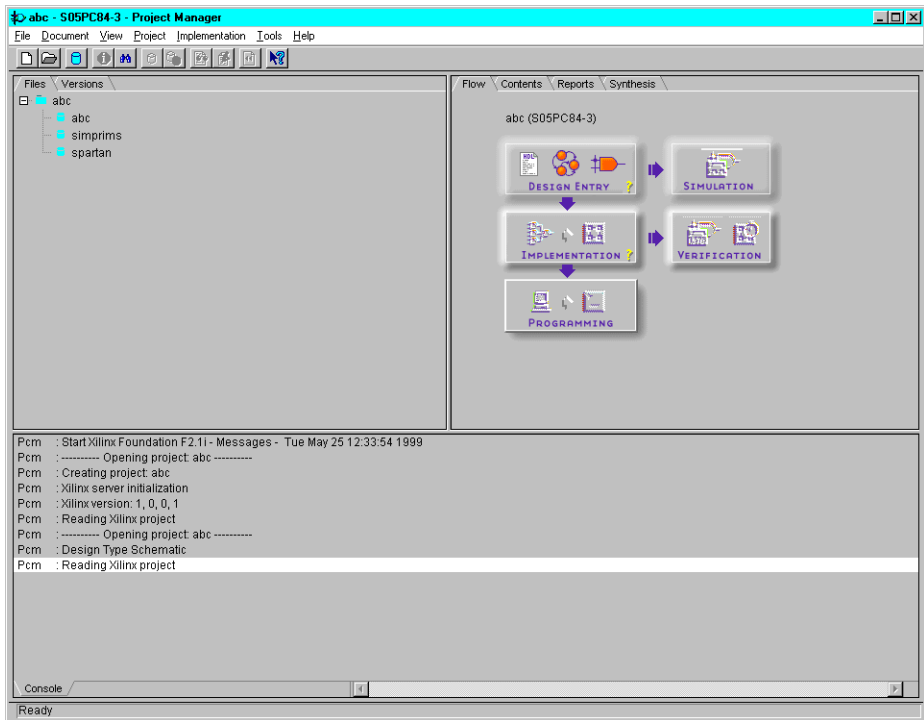 abc - S05PC84-3 - Project Manager
File Document View Project Implementation Tools Help
Files Versions
abc
abc
simprims
spartan
Flow Contents Reports Synthesis
abc (S05PC84-3)
DESIGN ENTRY ?
SIMULATION
IMPLEMENTATION ?
VERIFICATION
PROGRAMMING
Pcm : Start Xilinx Foundation F2.1i - Messages - Tue May 25 12:33:54 1999
Pcm : ---------- Opening project: abc ----------
Pcm : Creating project: abc
Pcm : Xilinx server initialization
Pcm : Xilinx version: 1, 0, 0, 1
Pcm : Reading Xilinx project
Pcm : ---------- Opening project: abc ----------
Pcm : Design Type Schematic
Pcm : Reading Xilinx project
Console
Ready